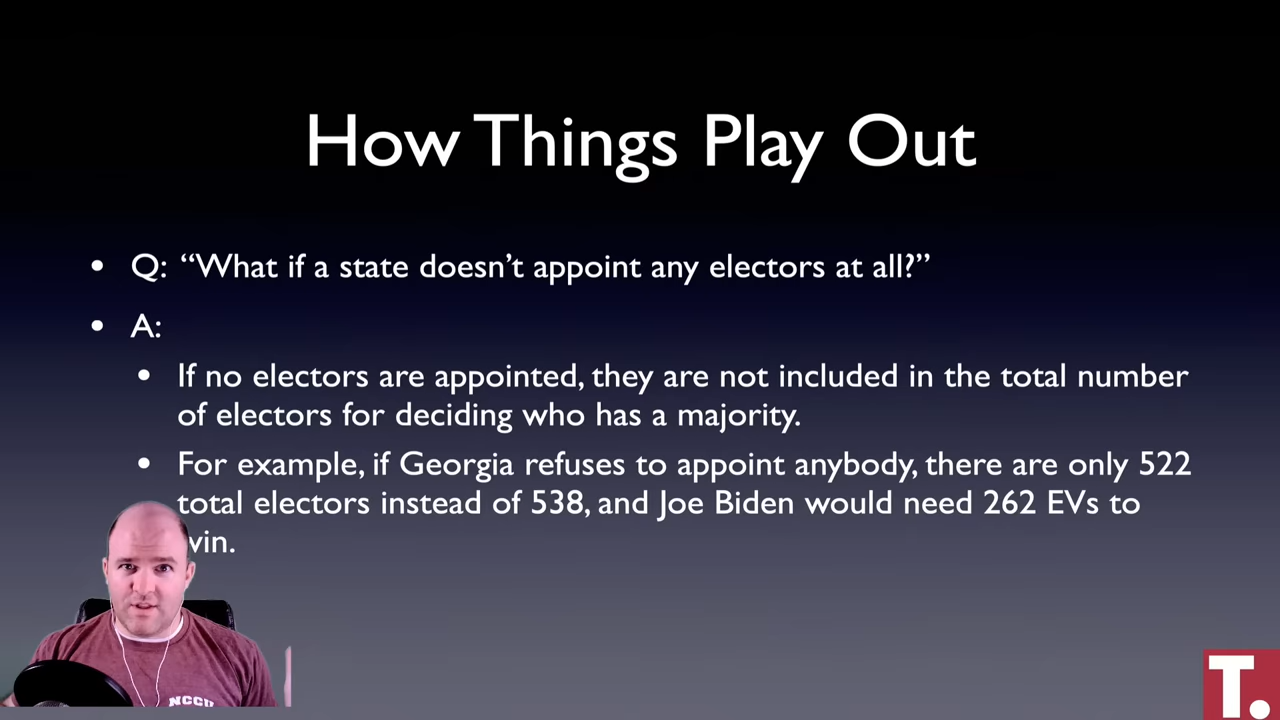 How Things Play Out
• Q: “What if a state doesn’t appoint any electors at all?”
• A:
• If no electors are appointed, they are not included in the total number
of electors for deciding who has a majority.
• For example, if Georgia refuses to appoint anybody, there are only 522
total electors instead of 538, and Joe Biden would need 262 EVs to
win.
NCCU
T.